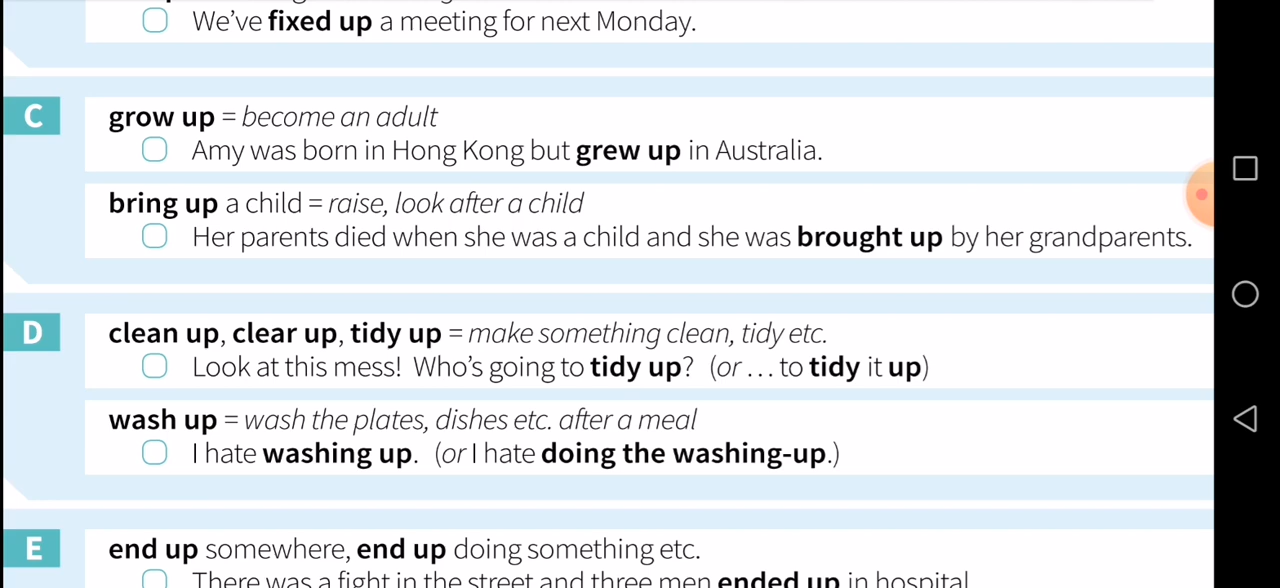 We’ve fixed up a meeting for next Monday.
C
grow up = become an adult
Amy was born in Hong Kong but grew up in Australia.
bring up a child = raise, look after a child
Her parents died when she was a child and she was brought up by her grandparents.
D
clean up, clear up, tidy up = make something clean, tidy etc.
Look at this mess! Who’s going to tidy up? (or … to tidy it up)
wash up = wash the plates, dishes etc. after a meal
I hate washing up. (or I hate doing the washing-up.)
E
end up somewhere, end up doing something etc.
There was a fight in the street and three men ended up in hospital